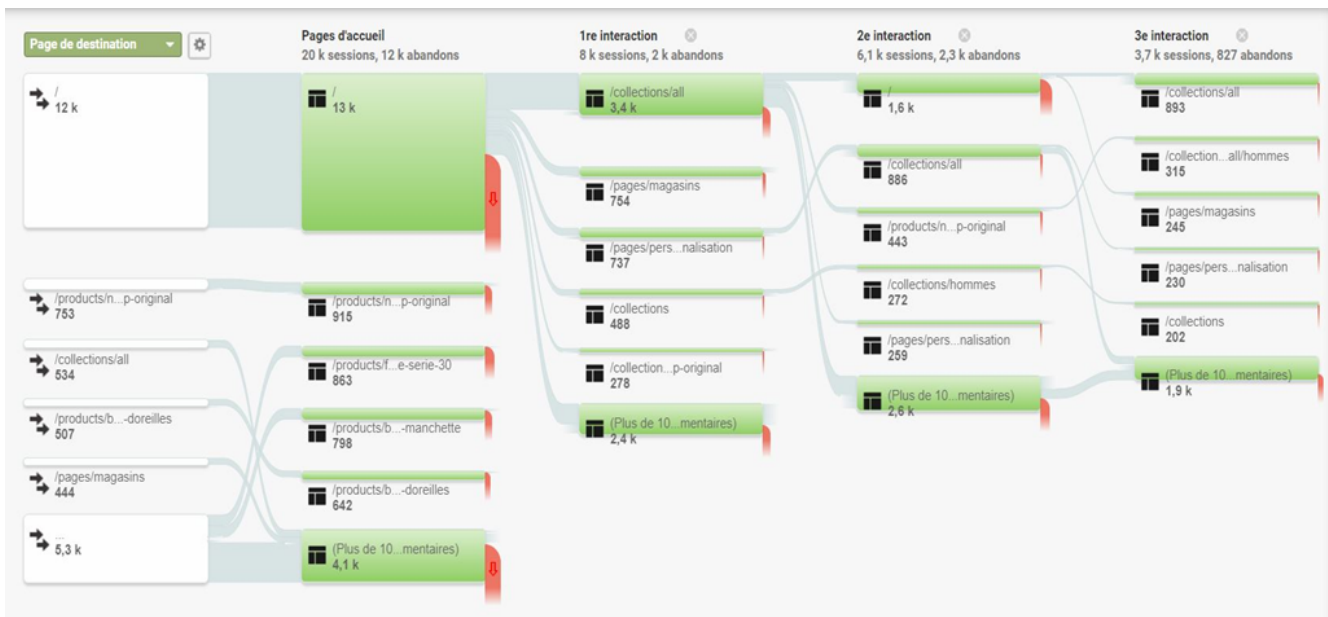 Page de destination
/
12 k
/products/n...p-original
753
/collections/all
534
/products/b...-doreilles
507
/pages/magasins
444
...
5,3 k
Pages d'accueil
20 k sessions, 12 k abandons
/
13 k
/products/n...p-original
915
/products/f...e-serie-30
863
/products/b...-manchette
798
/products/b...-doreilles
642
(Plus de 10...mentaires)
4,1 k
1re interaction
8 k sessions, 2 k abandons
/collections/all
3,4 k
/pages/magasins
754
/pages/pers...nalisation
737
/collections
488
/collection...p-original
278
(Plus de 10...mentaires)
2,4 k
2e interaction
6,1 k sessions, 2,3 k abandons
/
1,6 k
/collections/all
886
/products/n...p-original
443
/collections/hommes
272
/pages/pers...nalisation
259
(Plus de 10...mentaires)
2,6 k
3e interaction
3,7 k sessions, 827 abandons
/collections/all
893
/collection...all/hommes
315
/pages/magasins
245
/pages/pers...nalisation
230
/collections
202
(Plus de 10...mentaires)
1,9 k